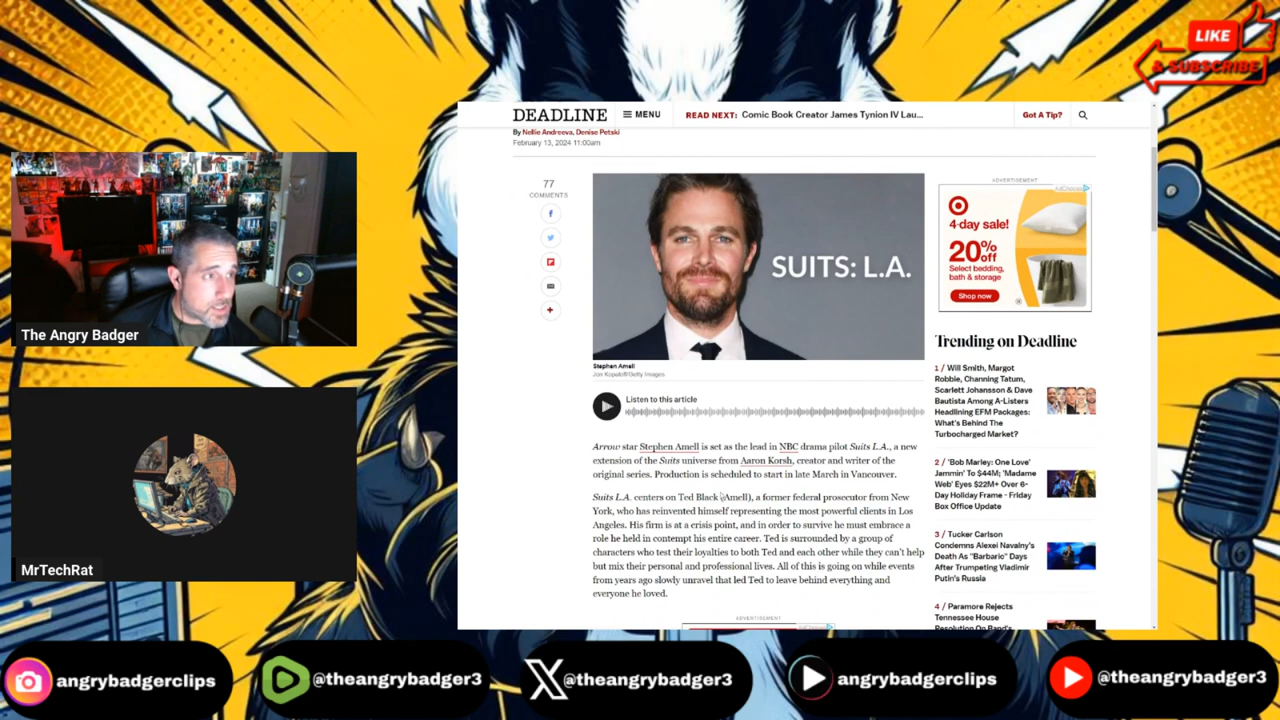 LIKE
& SUBSCRIBE
DEADLINE
MENU
READ NEXT: Comic Book Creator James Tynion IV Lau...
Got A Tip?
By Nellie Andreeva, Denise Petski
February 13, 2024 11:00am
77
COMMENTS
SUITS: L.A.
Stephen Amell
Jon Kopaloff/Getty Images
Listen to this article
Arrow star Stephen Amell is set as the lead in NBC drama pilot Suits L.A., a new
extension of the Suits universe from Aaron Korsh, creator and writer of the
original series. Production is scheduled to start in late March in Vancouver.
Suits L.A. centers on Ted Black (Amell), a former federal prosecutor from New
York, who has reinvented himself representing the most powerful clients in Los
Angeles. His firm is at a crisis point, and in order to survive he must embrace a
role he held in contempt his entire career. Ted is surrounded by a group of
characters who test their loyalties to both Ted and each other while they can't help
but mix their personal and professional lives. All of this is going on while events
from years ago slowly unravel that led Ted to leave behind everything and
everyone he loved.
ADVERTISEMENT
ADVERTISEMENT
AdChoices
4-day sale!
20% off
Select bedding,
bath & storage
Shop now
Trending on Deadline
1 / Will Smith, Margot
Robbie, Channing Tatum,
Scarlett Johansson & Dave
Bautista Among A-Listers
Headlining EFM Packages:
What's Behind The
Turbocharged Market?
2 / 'Bob Marley: One Love'
Jammin' To $44M; 'Madame
Web' Eyes $22M+ Over 6-
Day Holiday Frame - Friday
Box Office Update
3 / Tucker Carlson
Condemns Alexei Navalny's
Death As "Barbaric" Days
After Trumpeting Vladimir
Putin's Russia
4 / Paramore Rejects
Tennessee House
Resolution On Band's
The Angry Badger
MrTechRat
angrybadgerclips
@theangrybadger3
@theangrybadger3
angrybadgerclips
@theangrybadger3